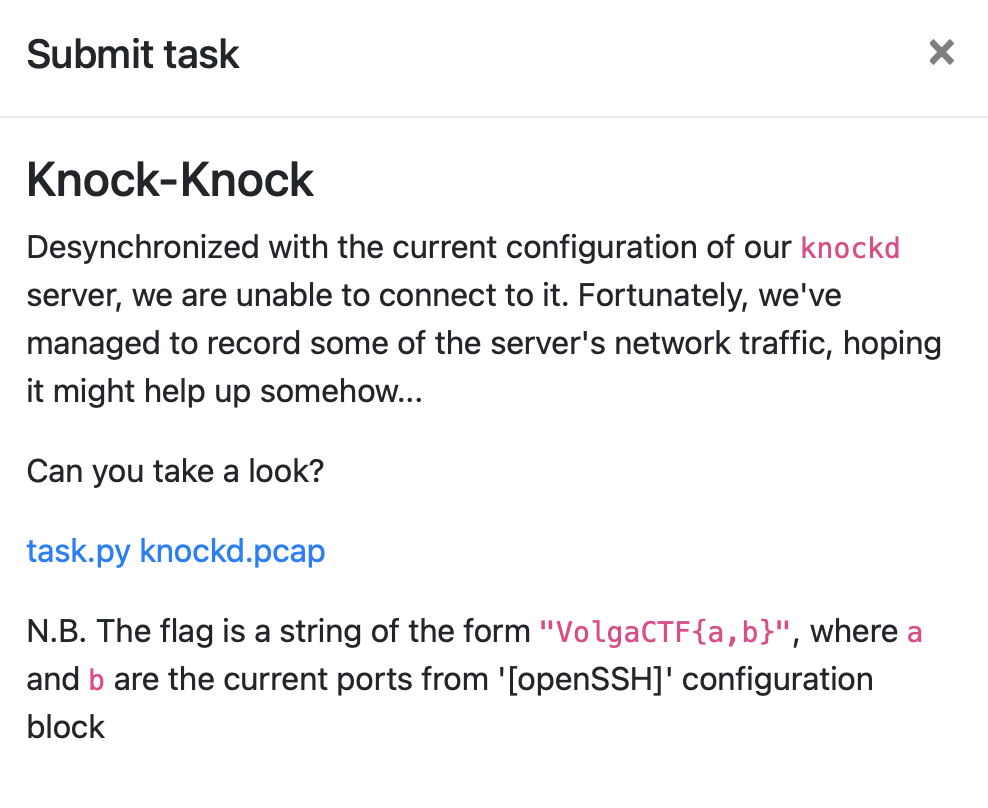 Submit task
×
Knock-Knock
Desynchronized with the current configuration of our knockd
server, we are unable to connect to it. Fortunately, we've
managed to record some of the server's network traffic, hoping
it might help up somehow...
Can you take a look?
task.py knockd.pcap
N.B. The flag is a string of the form "VolgaCTF{a,b}", where a
and b are the current ports from '[openSSH]' configuration
block